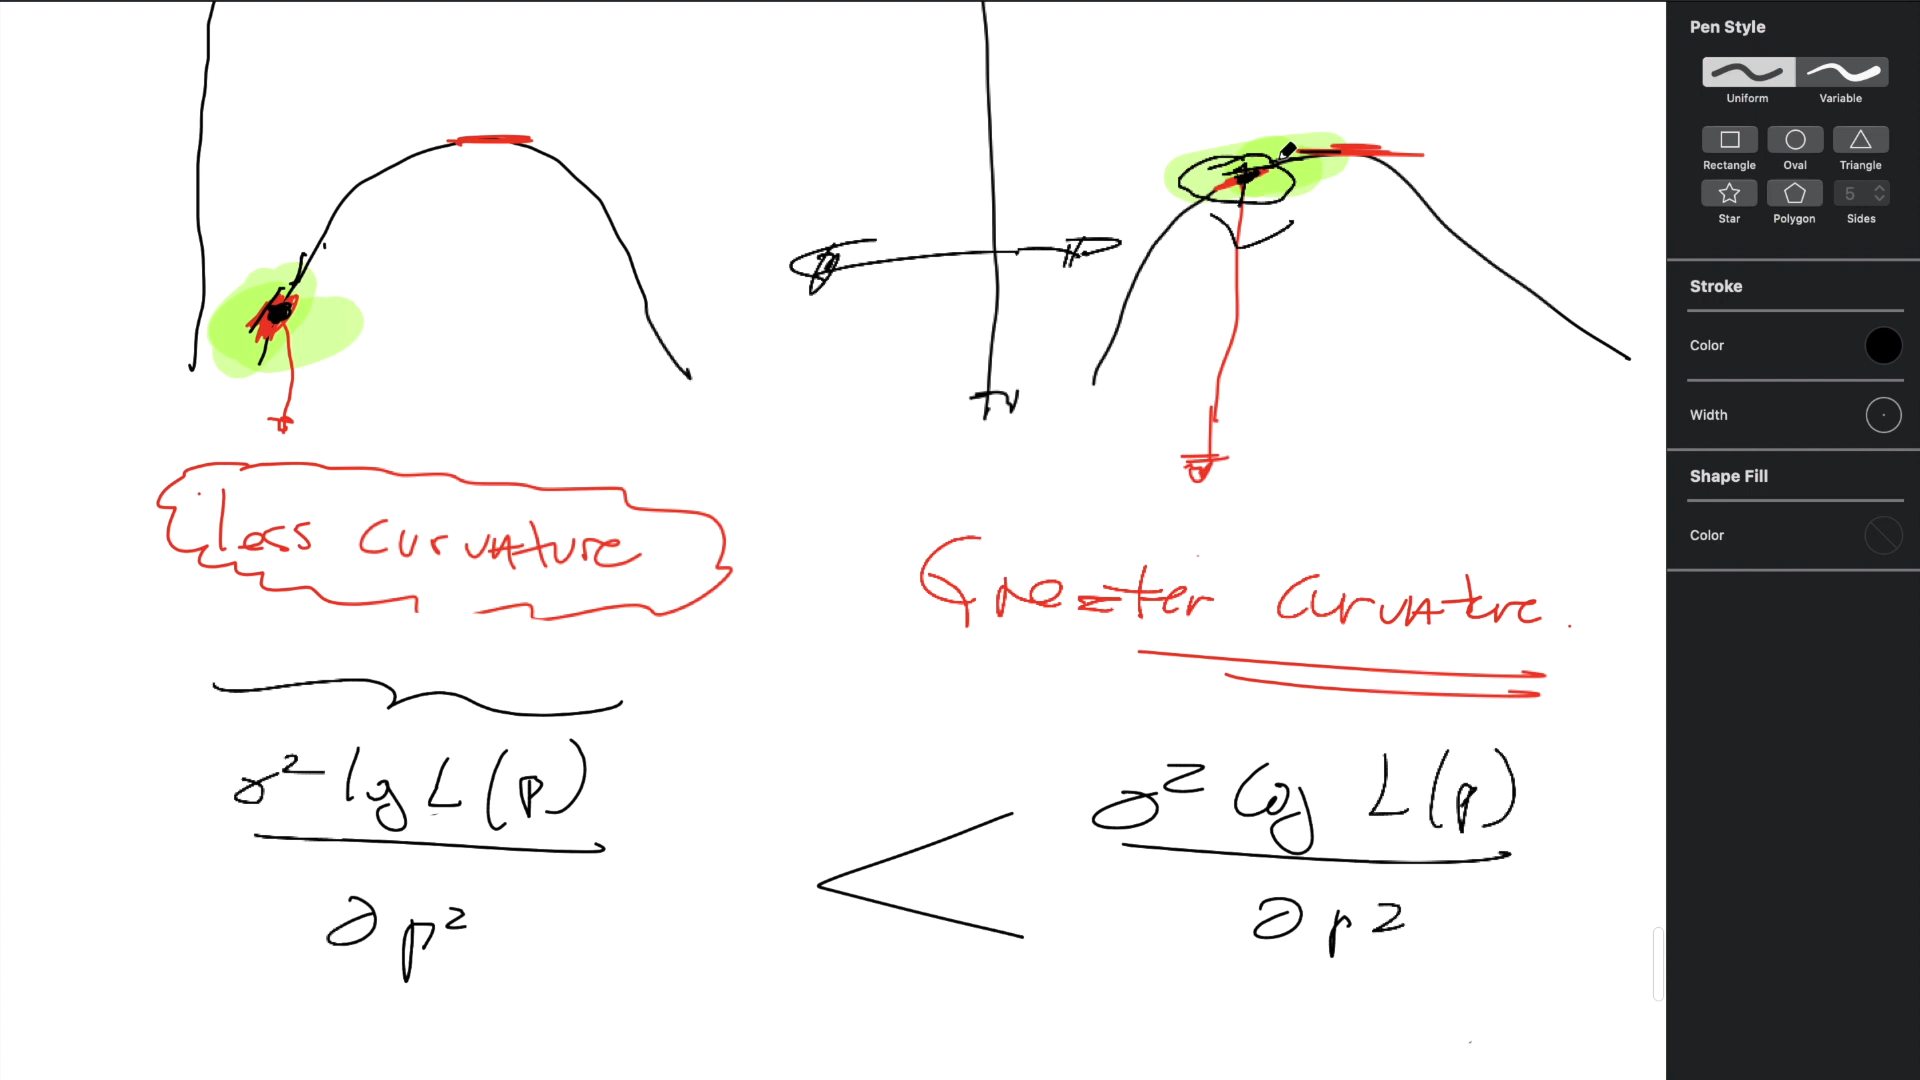 less curvature
Greater curvature.
∂² log L(p)
∂p²
<
∂² log L(p)
∂p²
Pen Style
Uniform Variable
Rectangle Oval Triangle
5
Star Polygon Sides
Stroke
Color
Width
Shape Fill
Color